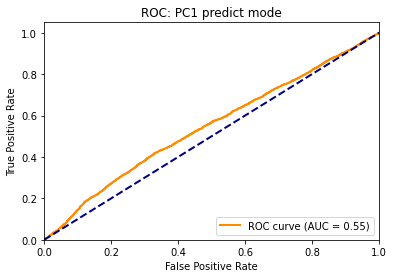 ROC: PC1 predict mode
True Positive Rate
1.0
0.8
0.6
0.4
0.2
0.0
ROC curve (AUC = 0.55)
0.0 0.2 0.4 0.6 0.8 1.0
False Positive Rate